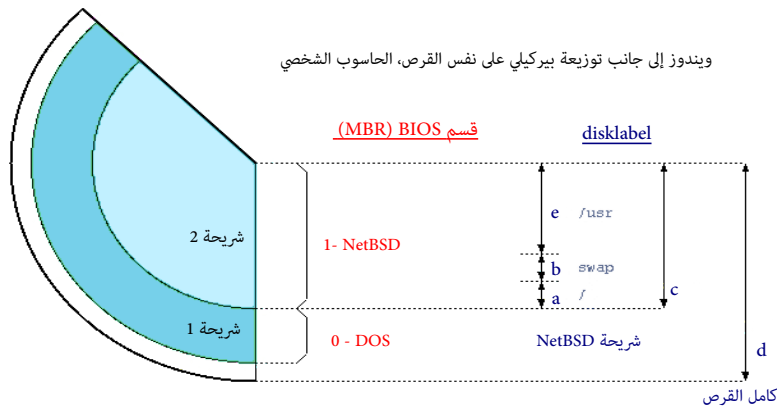 ويندوز إلى جانب توزيعة بيركيلي على نفس القرص، الحاسوب الشخصي
قسم BIOS (MBR)
disklabel
e /usr
شريحة 2
1- NetBSD
b swap
a /
c
شريحة 1
0 - DOS
شريحة NetBSD
d
كامل القرص